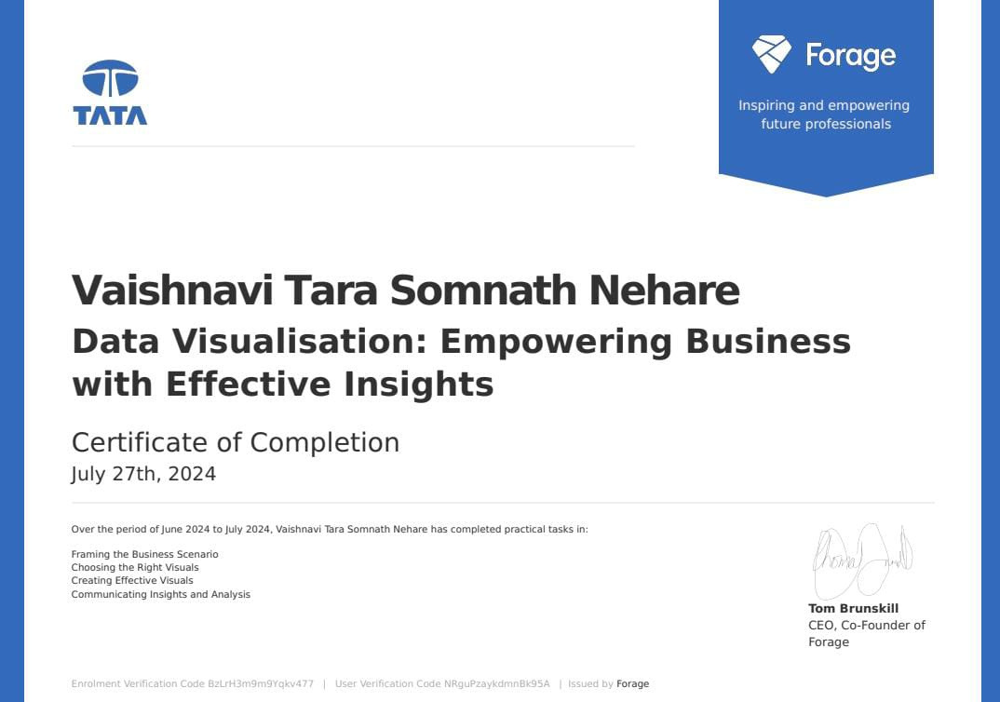 TATA
Forage
Inspiring and empowering
future professionals
Vaishnavi Tara Somnath Nehare
Data Visualisation: Empowering Business
with Effective Insights
Certificate of Completion
July 27th, 2024
Over the period of June 2024 to July 2024, Vaishnavi Tara Somnath Nehare has completed practical tasks in:
Framing the Business Scenario
Choosing the Right Visuals
Creating Effective Visuals
Communicating Insights and Analysis
Tom Brunskill
CEO, Co-Founder of
Forage
Enrolment Verification Code BzLrH3m9m9Yqkv477 | User Verification Code NRguPzaykdmnBk95A | Issued by Forage